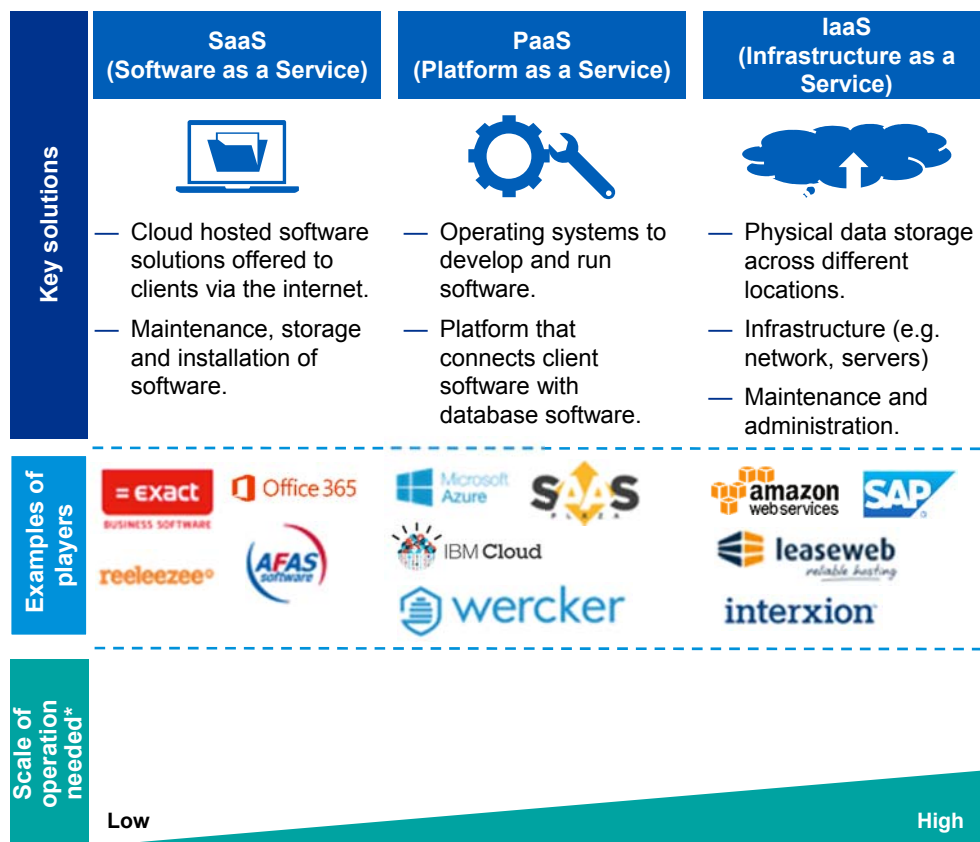 SaaS
(Software as a Service)
PaaS
(Platform as a Service)
IaaS
(Infrastructure as a
Service)
Key solutions
— Cloud hosted software
solutions offered to
clients via the internet.
— Maintenance, storage
and installation of
software.
— Operating systems to
develop and run
software.
— Platform that
connects client
software with
database software.
— Physical data storage
across different
locations.
— Infrastructure (e.g.
network, servers)
— Maintenance and
administration.
Examples of
players
= exact
BUSINESS SOFTWARE
Office 365
reeleezee
AFAS
software
Microsoft
Azure
SAAS
PLAZA
IBM Cloud
wercker
amazon
webservices
SAP
leaseweb
reliable hosting
interxion
Scale of
operation
needed*
Low
High